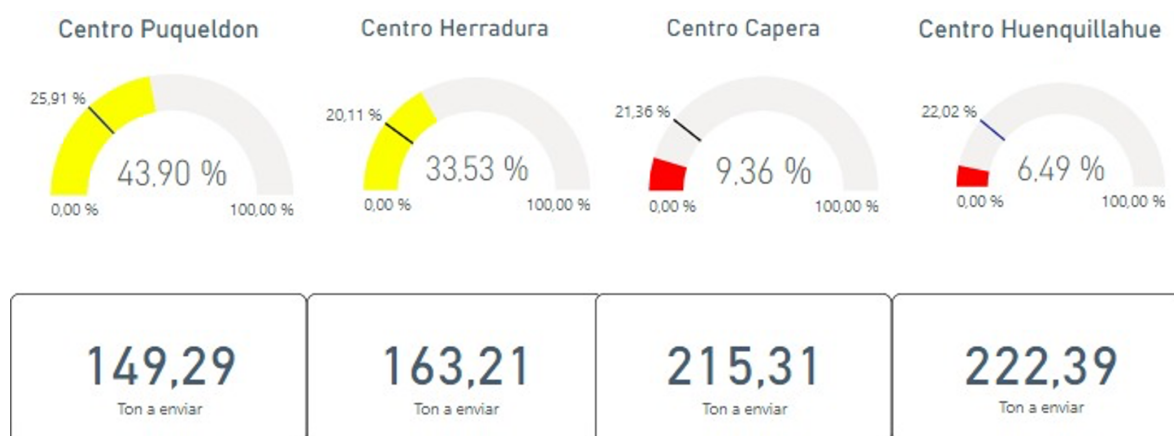 Centro Puqueldon
25,91 %
43,90 %
0,00 %
100,00 %
Centro Herradura
20,11 %
33,53 %
0,00 %
100,00 %
Centro Capera
21,36 %
9,36 %
0,00 %
100,00 %
Centro Huenquillahue
22,02 %
6,49 %
0,00 %
100,00 %
149,29
Ton a enviar
163,21
Ton a enviar
215,31
Ton a enviar
222,39
Ton a enviar